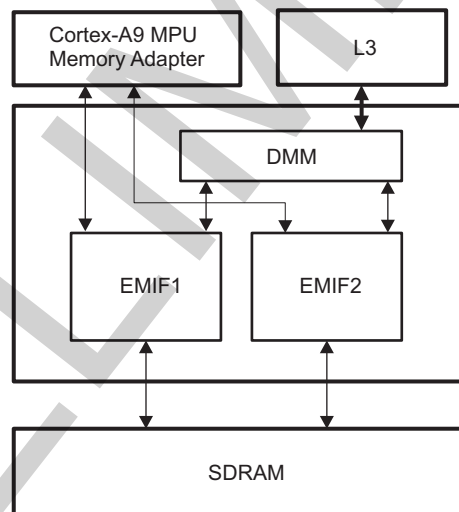 Cortex-A9 MPU
Memory Adapter
L3
DMM
EMIF1
EMIF2
SDRAM